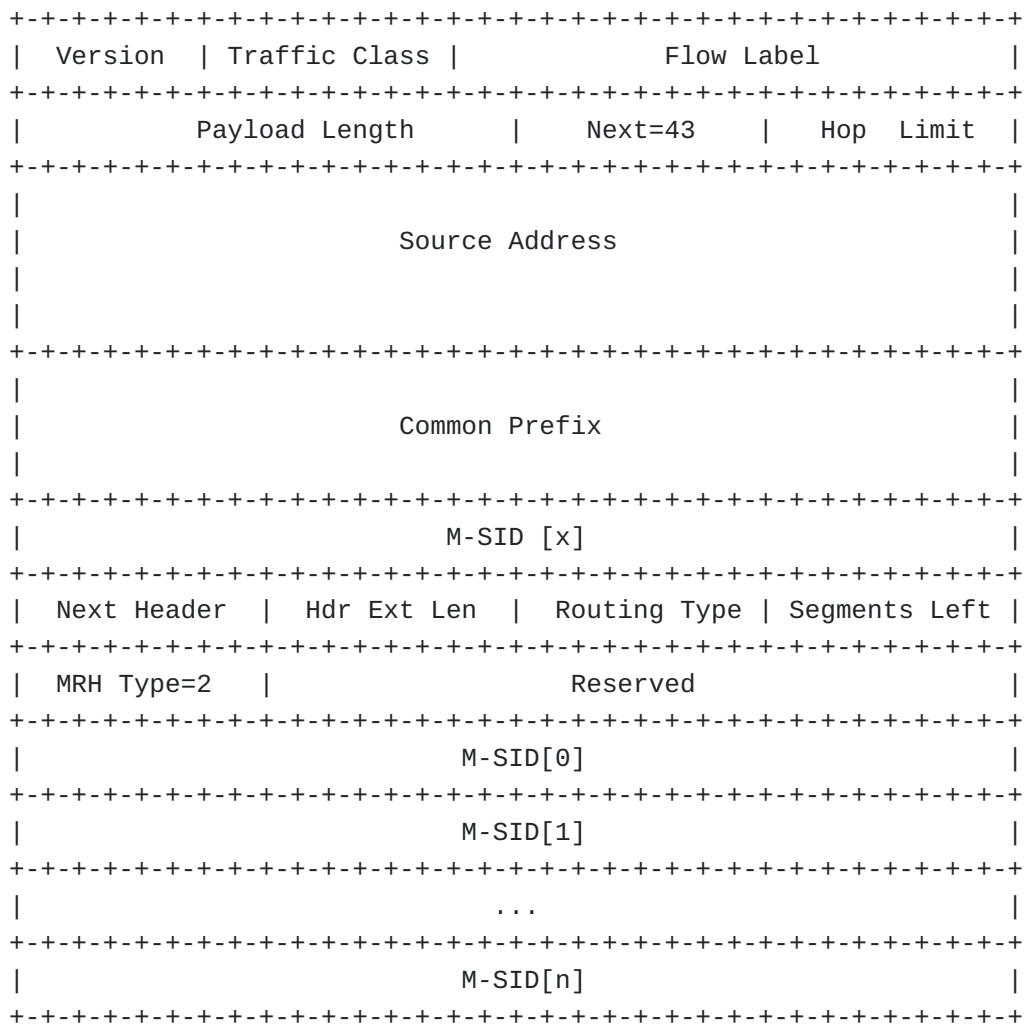 +-+-+-+-+-+-+-+-+-+-+-+-+-+-+-+-+-+-+-+-+-+-+-+-+-+-+-+-+-+-+-+-+
|  Version  | Traffic Class |             Flow Label            |
+-+-+-+-+-+-+-+-+-+-+-+-+-+-+-+-+-+-+-+-+-+-+-+-+-+-+-+-+-+-+-+-+
|           Payload Length      |    Next=43    |   Hop  Limit  |
+-+-+-+-+-+-+-+-+-+-+-+-+-+-+-+-+-+-+-+-+-+-+-+-+-+-+-+-+-+-+-+-+
|                                                               |
|                        Source Address                         |
|                                                               |
|                                                               |
+-+-+-+-+-+-+-+-+-+-+-+-+-+-+-+-+-+-+-+-+-+-+-+-+-+-+-+-+-+-+-+-+
|                                                               |
|                        Common Prefix                          |
|                                                               |
+-+-+-+-+-+-+-+-+-+-+-+-+-+-+-+-+-+-+-+-+-+-+-+-+-+-+-+-+-+-+-+-+
|                           M-SID [x]                           |
+-+-+-+-+-+-+-+-+-+-+-+-+-+-+-+-+-+-+-+-+-+-+-+-+-+-+-+-+-+-+-+-+
|  Next Header  |  Hdr Ext Len  |  Routing Type | Segments Left |
+-+-+-+-+-+-+-+-+-+-+-+-+-+-+-+-+-+-+-+-+-+-+-+-+-+-+-+-+-+-+-+-+
|  MRH Type=2   |                   Reserved                    |
+-+-+-+-+-+-+-+-+-+-+-+-+-+-+-+-+-+-+-+-+-+-+-+-+-+-+-+-+-+-+-+-+
|                            M-SID[0]                           |
+-+-+-+-+-+-+-+-+-+-+-+-+-+-+-+-+-+-+-+-+-+-+-+-+-+-+-+-+-+-+-+-+
|                            M-SID[1]                           |
+-+-+-+-+-+-+-+-+-+-+-+-+-+-+-+-+-+-+-+-+-+-+-+-+-+-+-+-+-+-+-+-+
|                              ...                              |
+-+-+-+-+-+-+-+-+-+-+-+-+-+-+-+-+-+-+-+-+-+-+-+-+-+-+-+-+-+-+-+-+
|                            M-SID[n]                           |
+-+-+-+-+-+-+-+-+-+-+-+-+-+-+-+-+-+-+-+-+-+-+-+-+-+-+-+-+-+-+-+-+